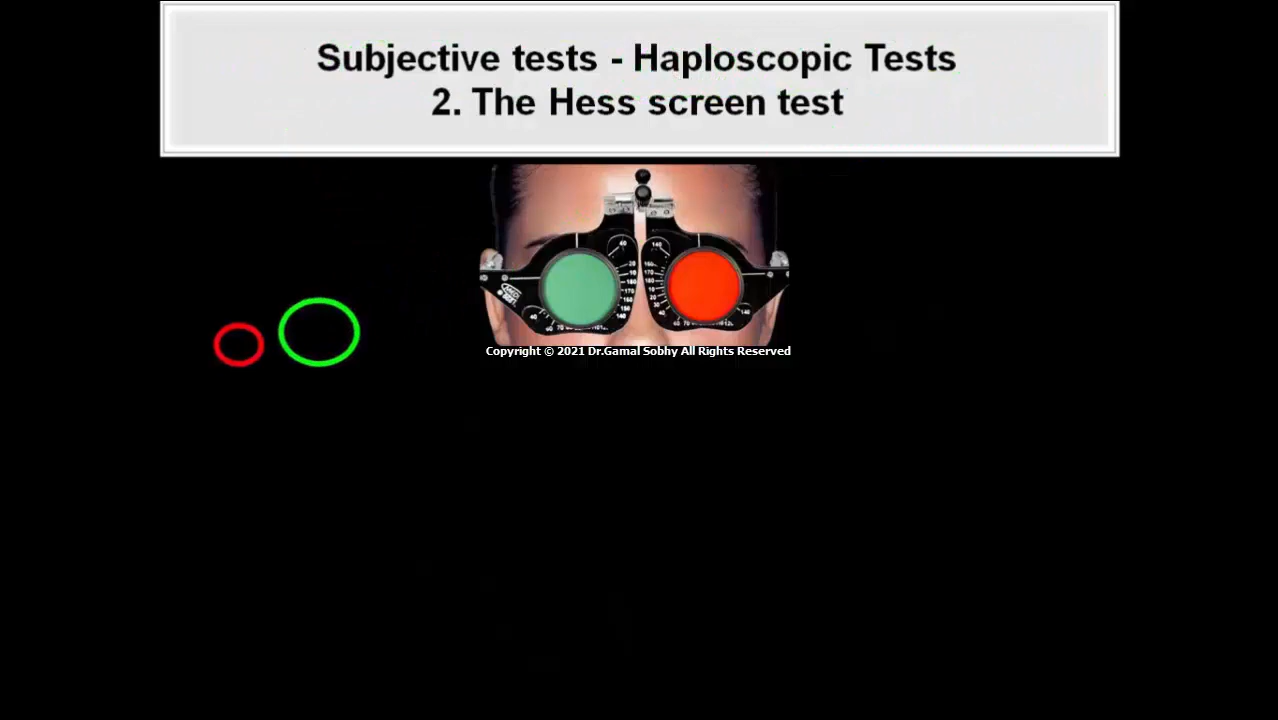 Subjective tests - Haploscopic Tests
2. The Hess screen test
Copyright © 2021 Dr.Gamal Sobhy All Rights Reserved